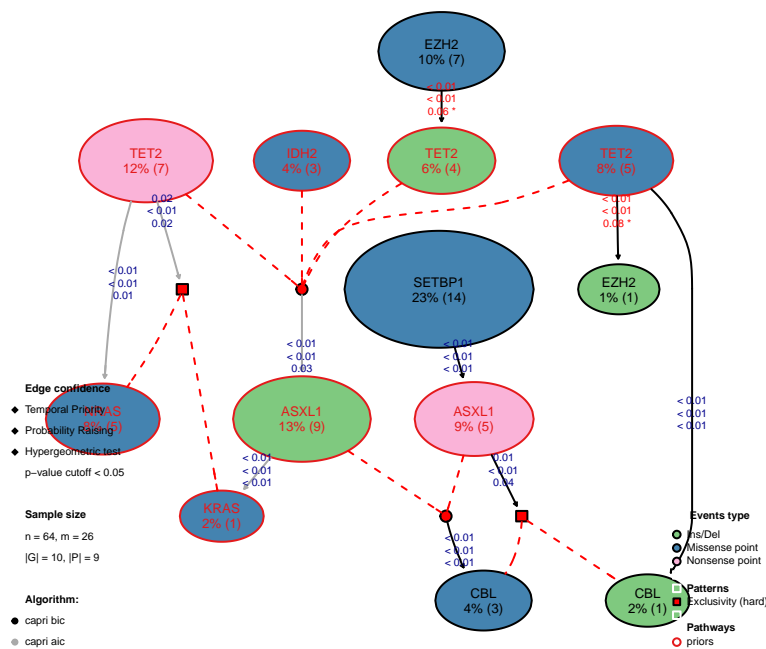 EZH2
10% (7)
< 0.01
< 0.01
0.06 *
TET2
12% (7)
IDH2
4% (3)
TET2
6% (4)
TET2
8% (5)
0.02
< 0.01
0.02
< 0.01
< 0.01
0.08 *
< 0.01
< 0.01
0.01
SETBP1
23% (14)
EZH2
1% (1)
< 0.01
< 0.01
0.03
< 0.01
< 0.01
< 0.01
Edge confidence
Temporal Priority
Probability Raising
Hypergeometric test
p−value cutoff < 0.05
8% (5)
ASXL1
13% (9)
ASXL1
9% (5)
< 0.01
< 0.01
< 0.01
< 0.01
< 0.01
< 0.01
0.01
< 0.01
0.04
KRAS
2% (1)
Sample size
n = 64, m = 26
|G| = 10, |P| = 9
< 0.01
< 0.01
< 0.01
Events type
Ins/Del
Missense point
Nonsense point
CBL
4% (3)
CBL
2% (1)
Patterns
Exclusivity (hard)
Algorithm:
capri bic
capri aic
Pathways
priors